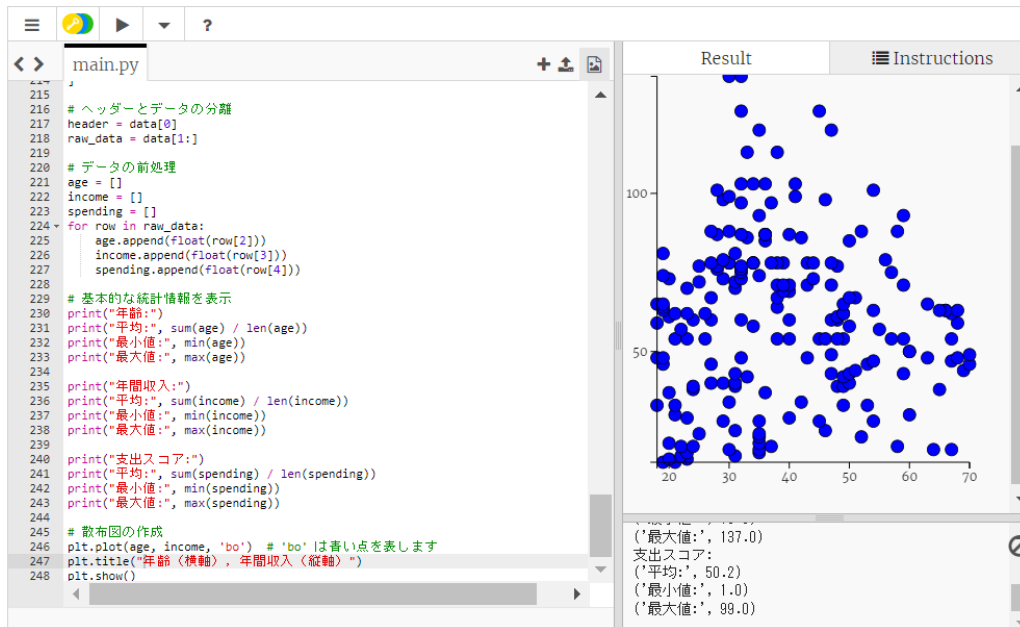 ?
main.py
Result
Instructions
215
216 # ヘッダーとデータの分離
217 header = data[0]
218 raw_data = data[1:]
219
220 # データの前処理
221 age = []
222 income = []
223 spending = []
224 for row in raw_data:
225 age.append(float(row[2]))
226 income.append(float(row[3]))
227 spending.append(float(row[4]))
228
229 # 基本的な統計情報を表示
230 print("年齢:")
231 print("平均:", sum(age) / len(age))
232 print("最小値:", min(age))
233 print("最大値:", max(age))
234
235 print("年間収入:")
236 print("平均:", sum(income) / len(income))
237 print("最小値:", min(income))
238 print("最大値:", max(income))
239
240 print("支出スコア:")
241 print("平均:", sum(spending) / len(spending))
242 print("最小値:", min(spending))
243 print("最大値:", max(spending))
244
245 # 散布図の作成
246 plt.plot(age, income, 'bo') # 'bo' は青い点を表します
247 plt.title("年齢（横軸）, 年間収入（縦軸）")
248 plt.show()
100
50
20 30 40 50 60 70
('最大値:', 137.0)
支出スコア:
('平均:', 50.2)
('最小値:', 1.0)
('最大値:', 99.0)